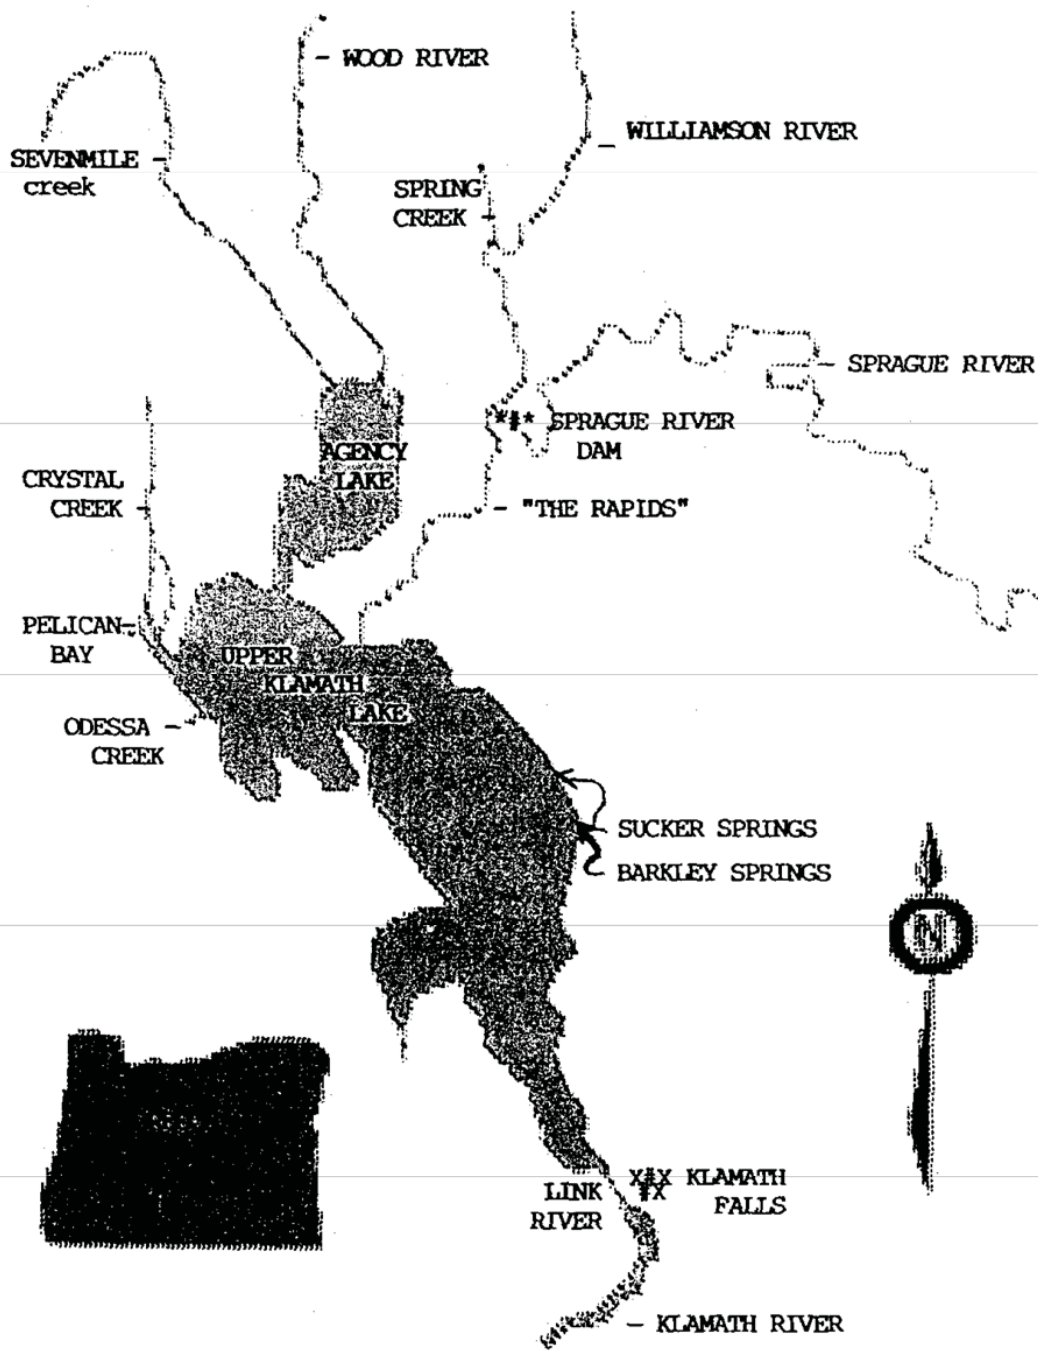 WOOD RIVER
WILLIAMSON RIVER
SEVENMILE
creek
SPRING
CREEK
SPRAGUE RIVER
*#* SPRAGUE RIVER
DAM
AGENCY
LAKE
CRYSTAL
CREEK
"THE RAPIDS"
PELICAN
BAY
UPPER
KLAMATH
LAKE
ODESSA
CREEK
SUCKER SPRINGS
BARKLEY SPRINGS
N
X#X KLAMATH
#X
FALLS
LINK
RIVER
KLAMATH RIVER